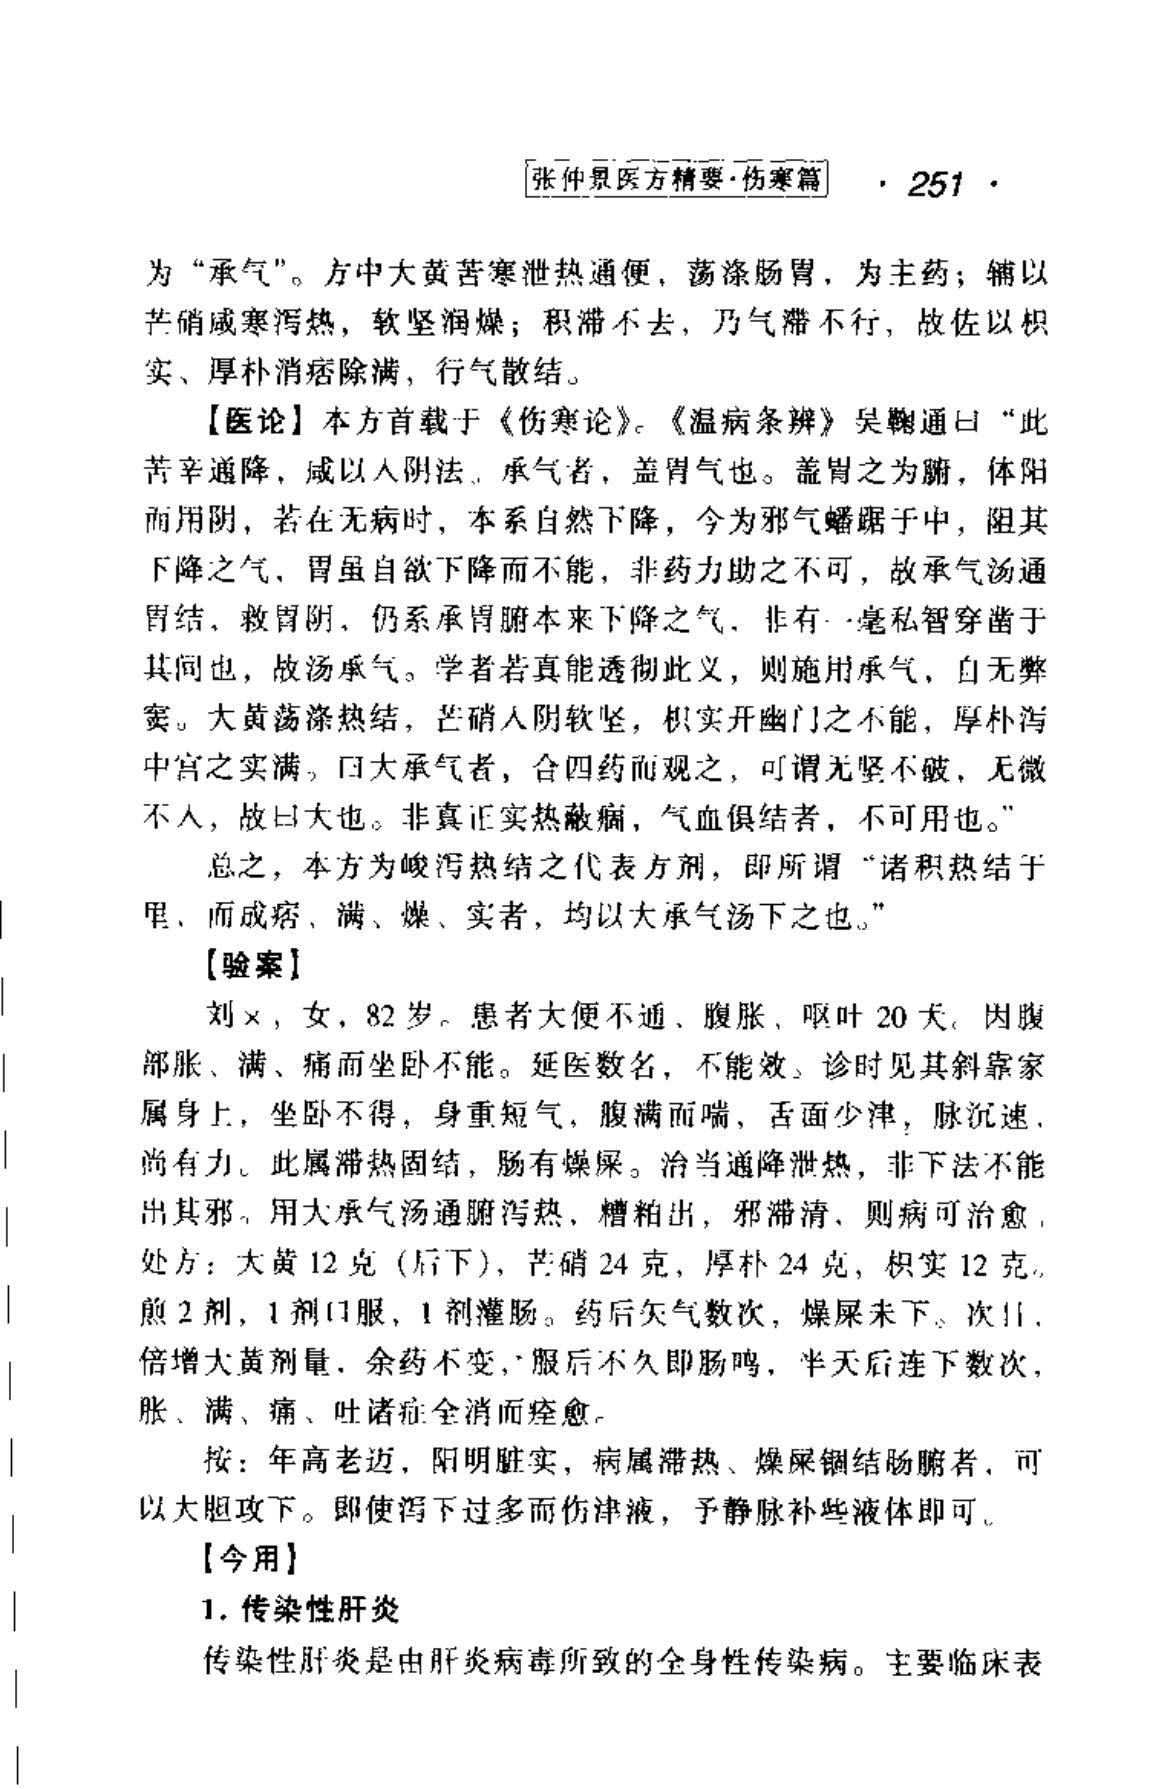 张仲景医方精要·伤寒篇 · 251 ·
为“承气”。方中大黄苦寒泄热通便，荡涤肠胃，为主药；辅以
芒硝咸寒泻热，软坚润燥；积滞不去，乃气滞不行，故佐以枳
实、厚朴消痞除满，行气散结。
【医论】本方首载于《伤寒论》。《温病条辨》吴鞠通曰“此
苦辛通降，咸以入阴法。承气者，盖胃气也。盖胃之为腑，体阳
而用阴，若在无病时，本系自然下降，今为邪气蟠踞于中，阻其
下降之气，胃虽自欲下降而不能，非药力助之不可，故承气汤通
胃结，救胃阴，仍系承胃腑本来下降之气，非有一毫私智穿凿于
其间也，故汤承气。学者若真能透彻此义，则施用承气，自无弊
窦。大黄荡涤热结，芒硝入阴软坚，枳实开幽门之不能，厚朴泻
中宫之实满。曰大承气者，合四药而观之，可谓无坚不破，无微
不入，故曰大也。非真正实热蔽痼，气血俱结者，不可用也。”
总之，本方为峻泻热结之代表方剂，即所谓“诸积热结于
里，而成痞、满、燥、实者，均以大承气汤下之也。”
【验案】
刘×，女，82岁。患者大便不通、腹胀、呕吐20天。因腹
部胀、满、痛而坐卧不能。延医数名，不能效。诊时见其斜靠家
属身上，坐卧不得，身重短气，腹满而喘，舌面少津，脉沉速，
尚有力。此属滞热固结，肠有燥屎。治当通降泄热，非下法不能
出其邪。用大承气汤通腑泻热，糟粕出，邪滞清，则病可治愈。
处方：大黄12克（后下），芒硝24克，厚朴24克，枳实12克。
煎2剂，1剂口服，1剂灌肠。药后矢气数次，燥屎未下。次日，
倍增大黄剂量，余药不变，服后不久即肠鸣，半天后连下数次，
胀、满、痛、吐诸症全消而痊愈。
按：年高老迈，阳明脏实，病属滞热、燥屎锢结肠腑者，可
以大胆攻下。即使泻下过多而伤津液，予静脉补些液体即可。
【今用】
1. 传染性肝炎
传染性肝炎是由肝炎病毒所致的全身性传染病。主要临床表